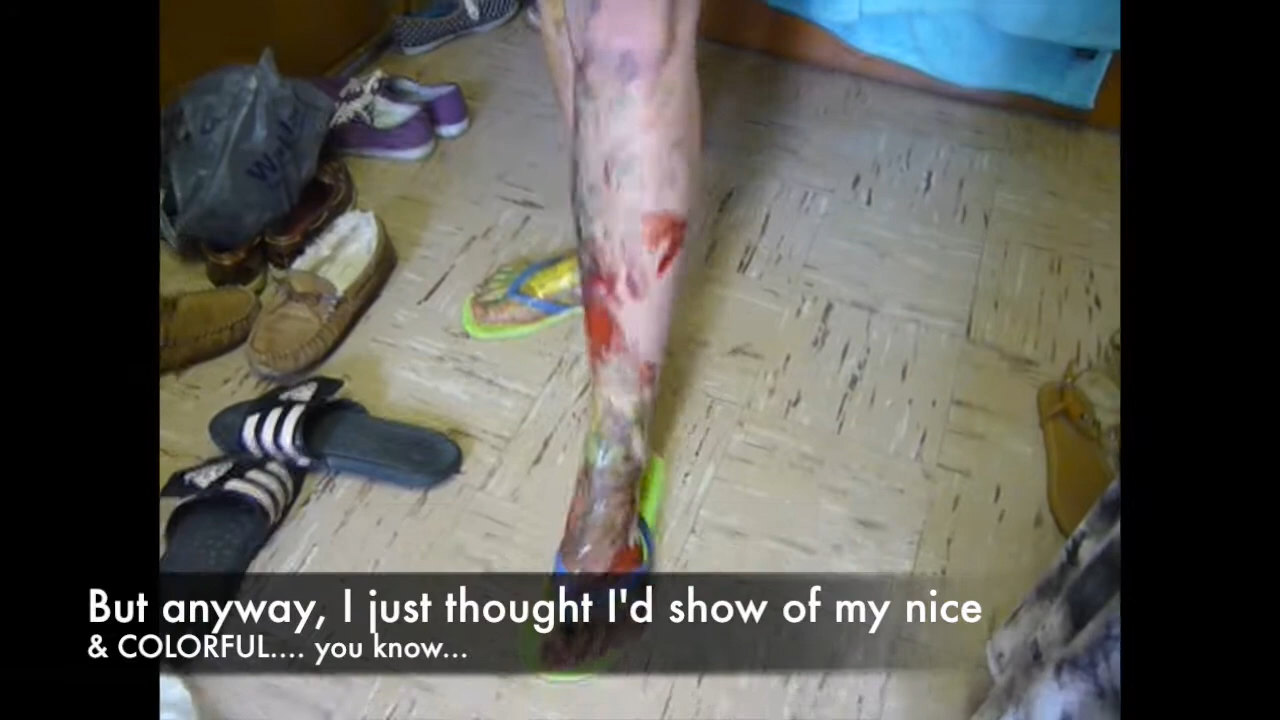 But anyway, I just thought I'd show of my nice
& COLORFUL.... you know...